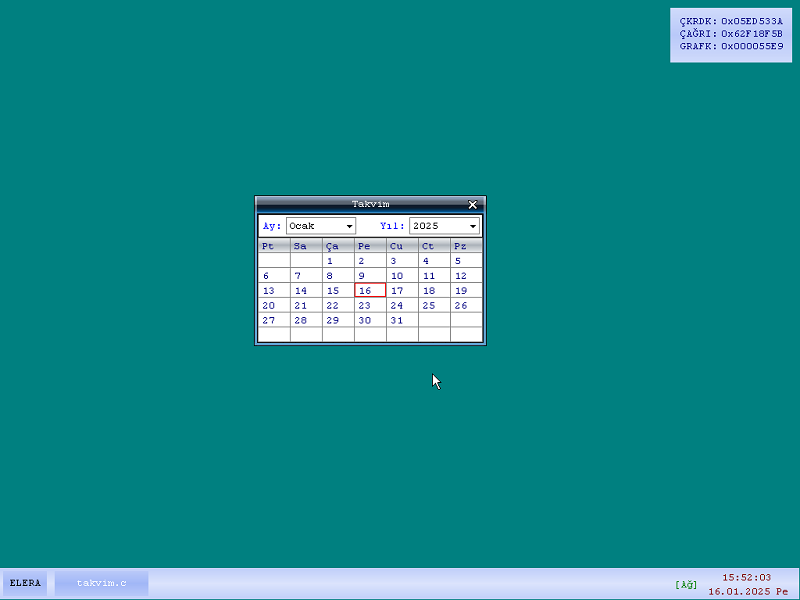 ÇKRDK: 0x05ED533A
ÇAĞRI: 0x62F18F5B
GRAFK: 0x000055E9
Takvim
Ay: Ocak Yıl: 2025
Pt Sa Ça Pe Cu Ct Pz
1 2 3 4 5
6 7 8 9 10 11 12
13 14 15 16 17 18 19
20 21 22 23 24 25 26
27 28 29 30 31
ELERA takvim.c [Ağ] 15:52:03
16.01.2025 Pe